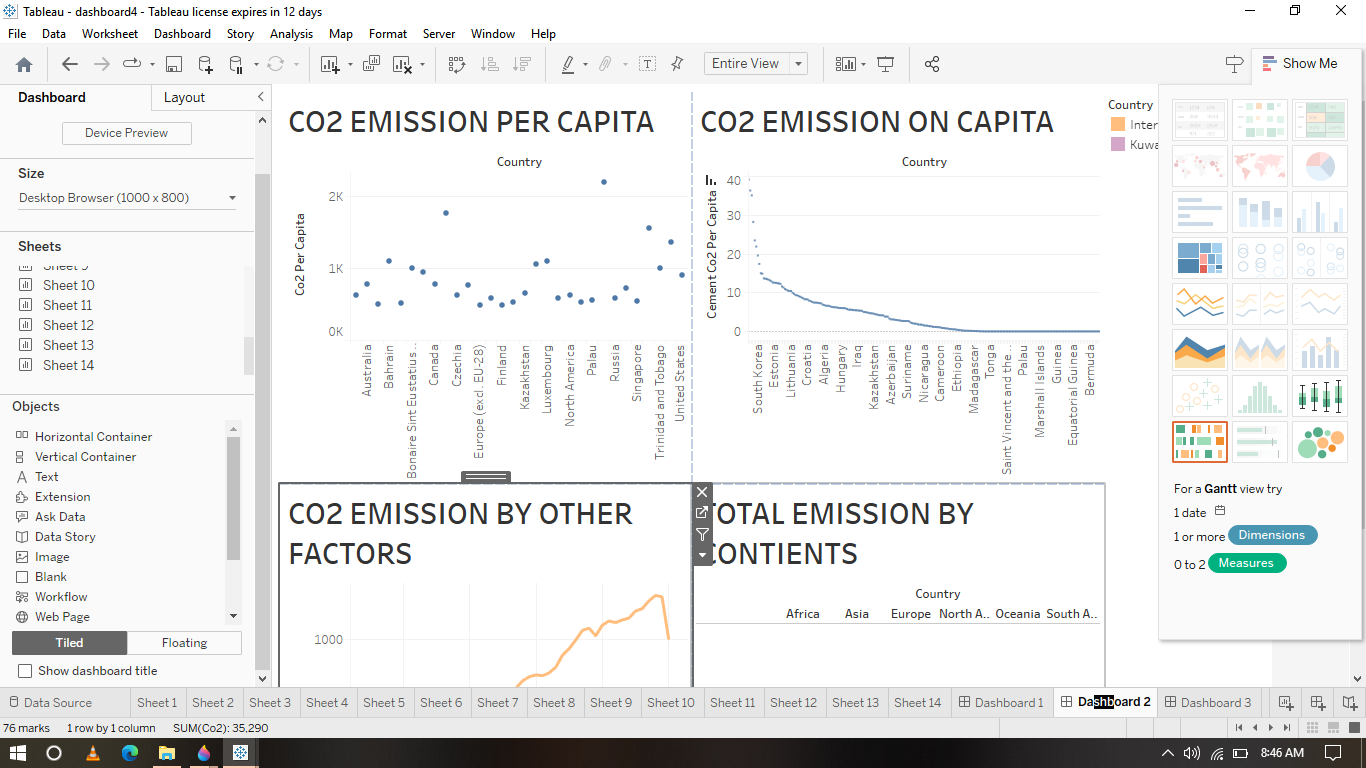 Tableau - dashboard4 - Tableau license expires in 12 days
File Data Worksheet Dashboard Story Analysis Map Format Server Window Help
Entire View
Show Me
Dashboard
Layout
Device Preview
Size
Desktop Browser (1000 x 800)
Sheets
Sheet 9
Sheet 10
Sheet 11
Sheet 12
Sheet 13
Sheet 14
Objects
Horizontal Container
Vertical Container
Text
Extension
Ask Data
Data Story
Image
Blank
Workflow
Web Page
Tiled
Floating
Show dashboard title
CO2 EMISSION PER CAPITA
Country
Co2 Per Capita
2K
1K
0K
Australia
Bahrain
Bonaire Sint Eustatius ..
Canada
Czechia
Europe (excl. EU-28)
Finland
Kazakhstan
Luxembourg
North America
Palau
Russia
Singapore
Trinidad and Tobago
United States
CO2 EMISSION ON CAPITA
Country
Cement Co2 Per Capita
40
30
20
10
0
South Korea
Estonia
Lithuania
Croatia
Algeria
Hungary
Iraq
Kazakhstan
Azerbaijan
Suriname
Nicaragua
Cameroon
Ethiopia
Madagascar
Tonga
Saint Vincent and the ..
Palau
Marshall Islands
Guinea
Equatorial Guinea
Bermuda
Country
Inter
Kuwa
CO2 EMISSION BY OTHER
FACTORS
1000
TOTAL EMISSION BY
CONTIENTS
Country
Africa Asia Europe North A.. Oceania South A..
For a Gantt view try
1 date
1 or more Dimensions
0 to 2 Measures
Data Source Sheet 1 Sheet 2 Sheet 3 Sheet 4 Sheet 5 Sheet 6 Sheet 7 Sheet 8 Sheet 9 Sheet 10 Sheet 11 Sheet 12 Sheet 13 Sheet 14 Dashboard 1 Dashboard 2 Dashboard 3
76 marks 1 row by 1 column SUM(Co2): 35,290
8:46 AM